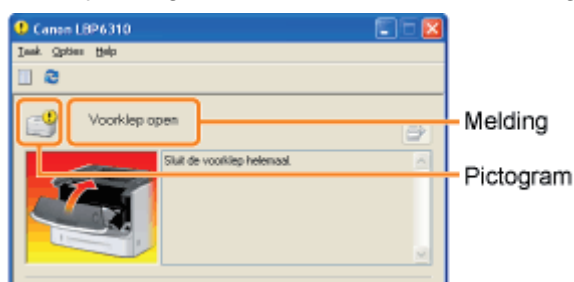 Canon LBP6310
Taak Opties Help
Voorklep open
Melding
Sluit de voorklep helemaal.
Pictogram